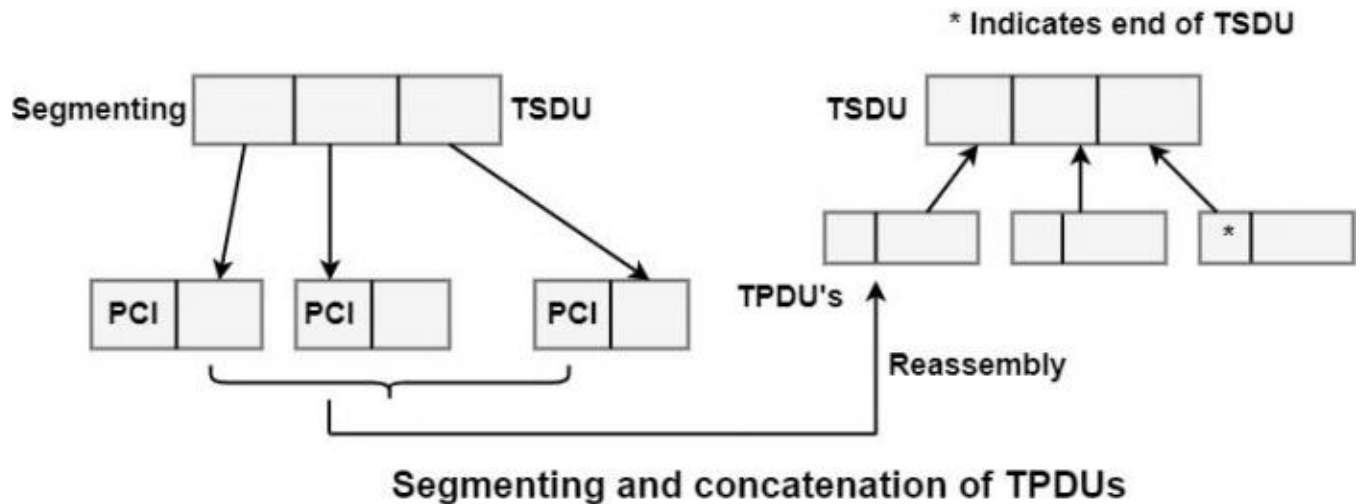 * Indicates end of TSDU
Segmenting
TSDU
TSDU
*
TPDU's
PCI
PCI
PCI
Reassembly
Segmenting and concatenation of TPDUs